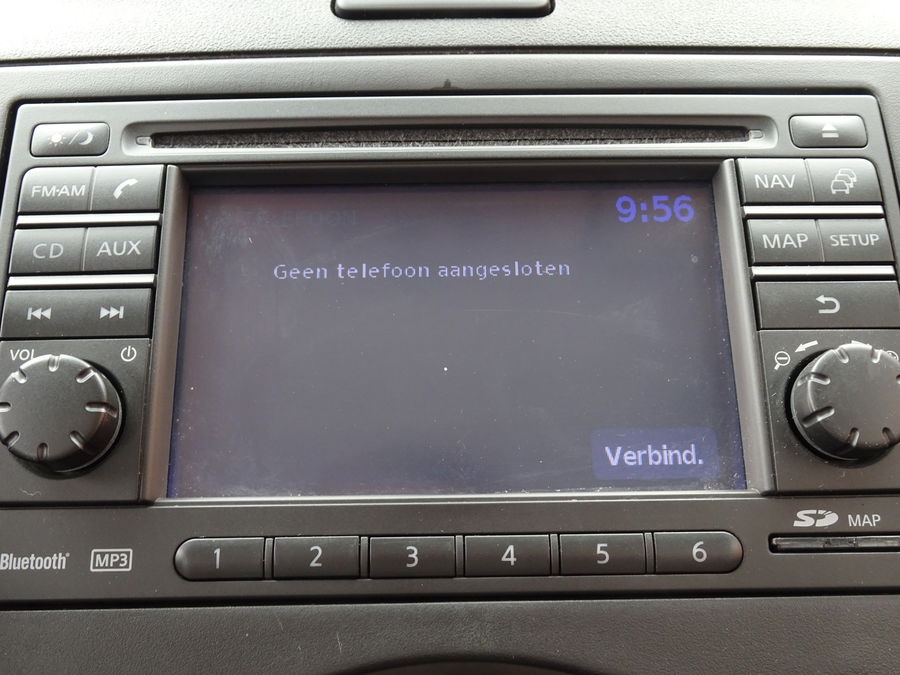 FM·AM
NAV
TELEFOON
9:56
CD
AUX
MAP
SETUP
Geen telefoon aangesloten
VOL
Verbind.
SD MAP
Bluetooth®
MP3
1
2
3
4
5
6